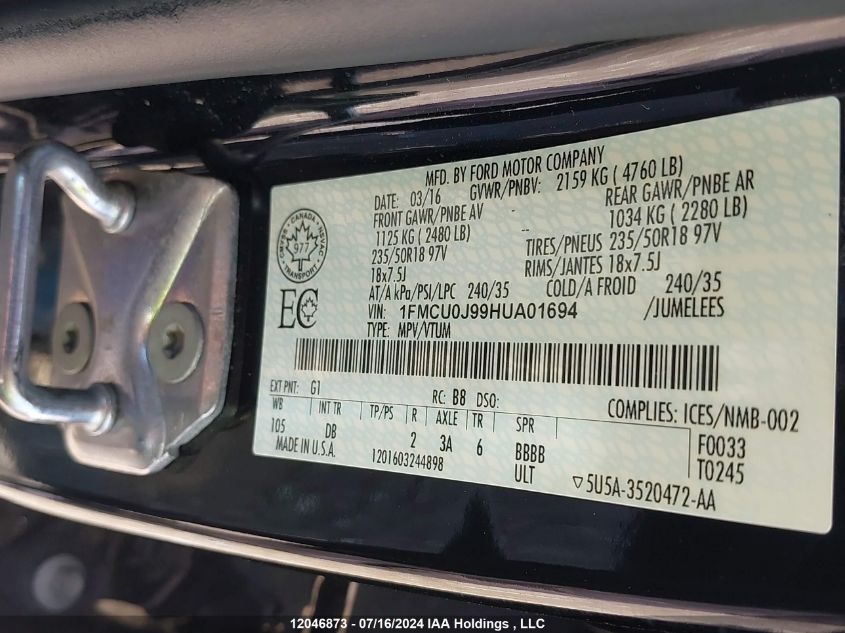 MFD. BY FORD MOTOR COMPANY
DATE: 03/16 GVWR/PNBV: 2159 KG ( 4760 LB)
FRONT GAWR/PNBE AV REAR GAWR/PNBE AR
1125 KG ( 2480 LB) -- 1034 KG ( 2280 LB)
235/50R18 97V TIRES/PNEUS 235/50R18 97V
18x7.5J -- RIMS/JANTES 18x7.5J
AT/A kPa/PSI/LPC 240/35 COLD/A FROID 240/35
VIN: 1FMCU0J99HUA01694 /JUMELEES
TYPE: MPV/VTUM
CANADA
977
TRANSPORT
EC
EXT PNT: G1 RC: B8 DSO:
COMPLIES: ICES/NMB-002
WB INT TR TP/PS R AXLE TR SPR
105 DB 2 3A 6 BBBB F0033
MADE IN U.S.A. 1201603244898 ULT T0245
▽5U5A-3520472-AA
12046873 - 07/16/2024 IAA Holdings , LLC